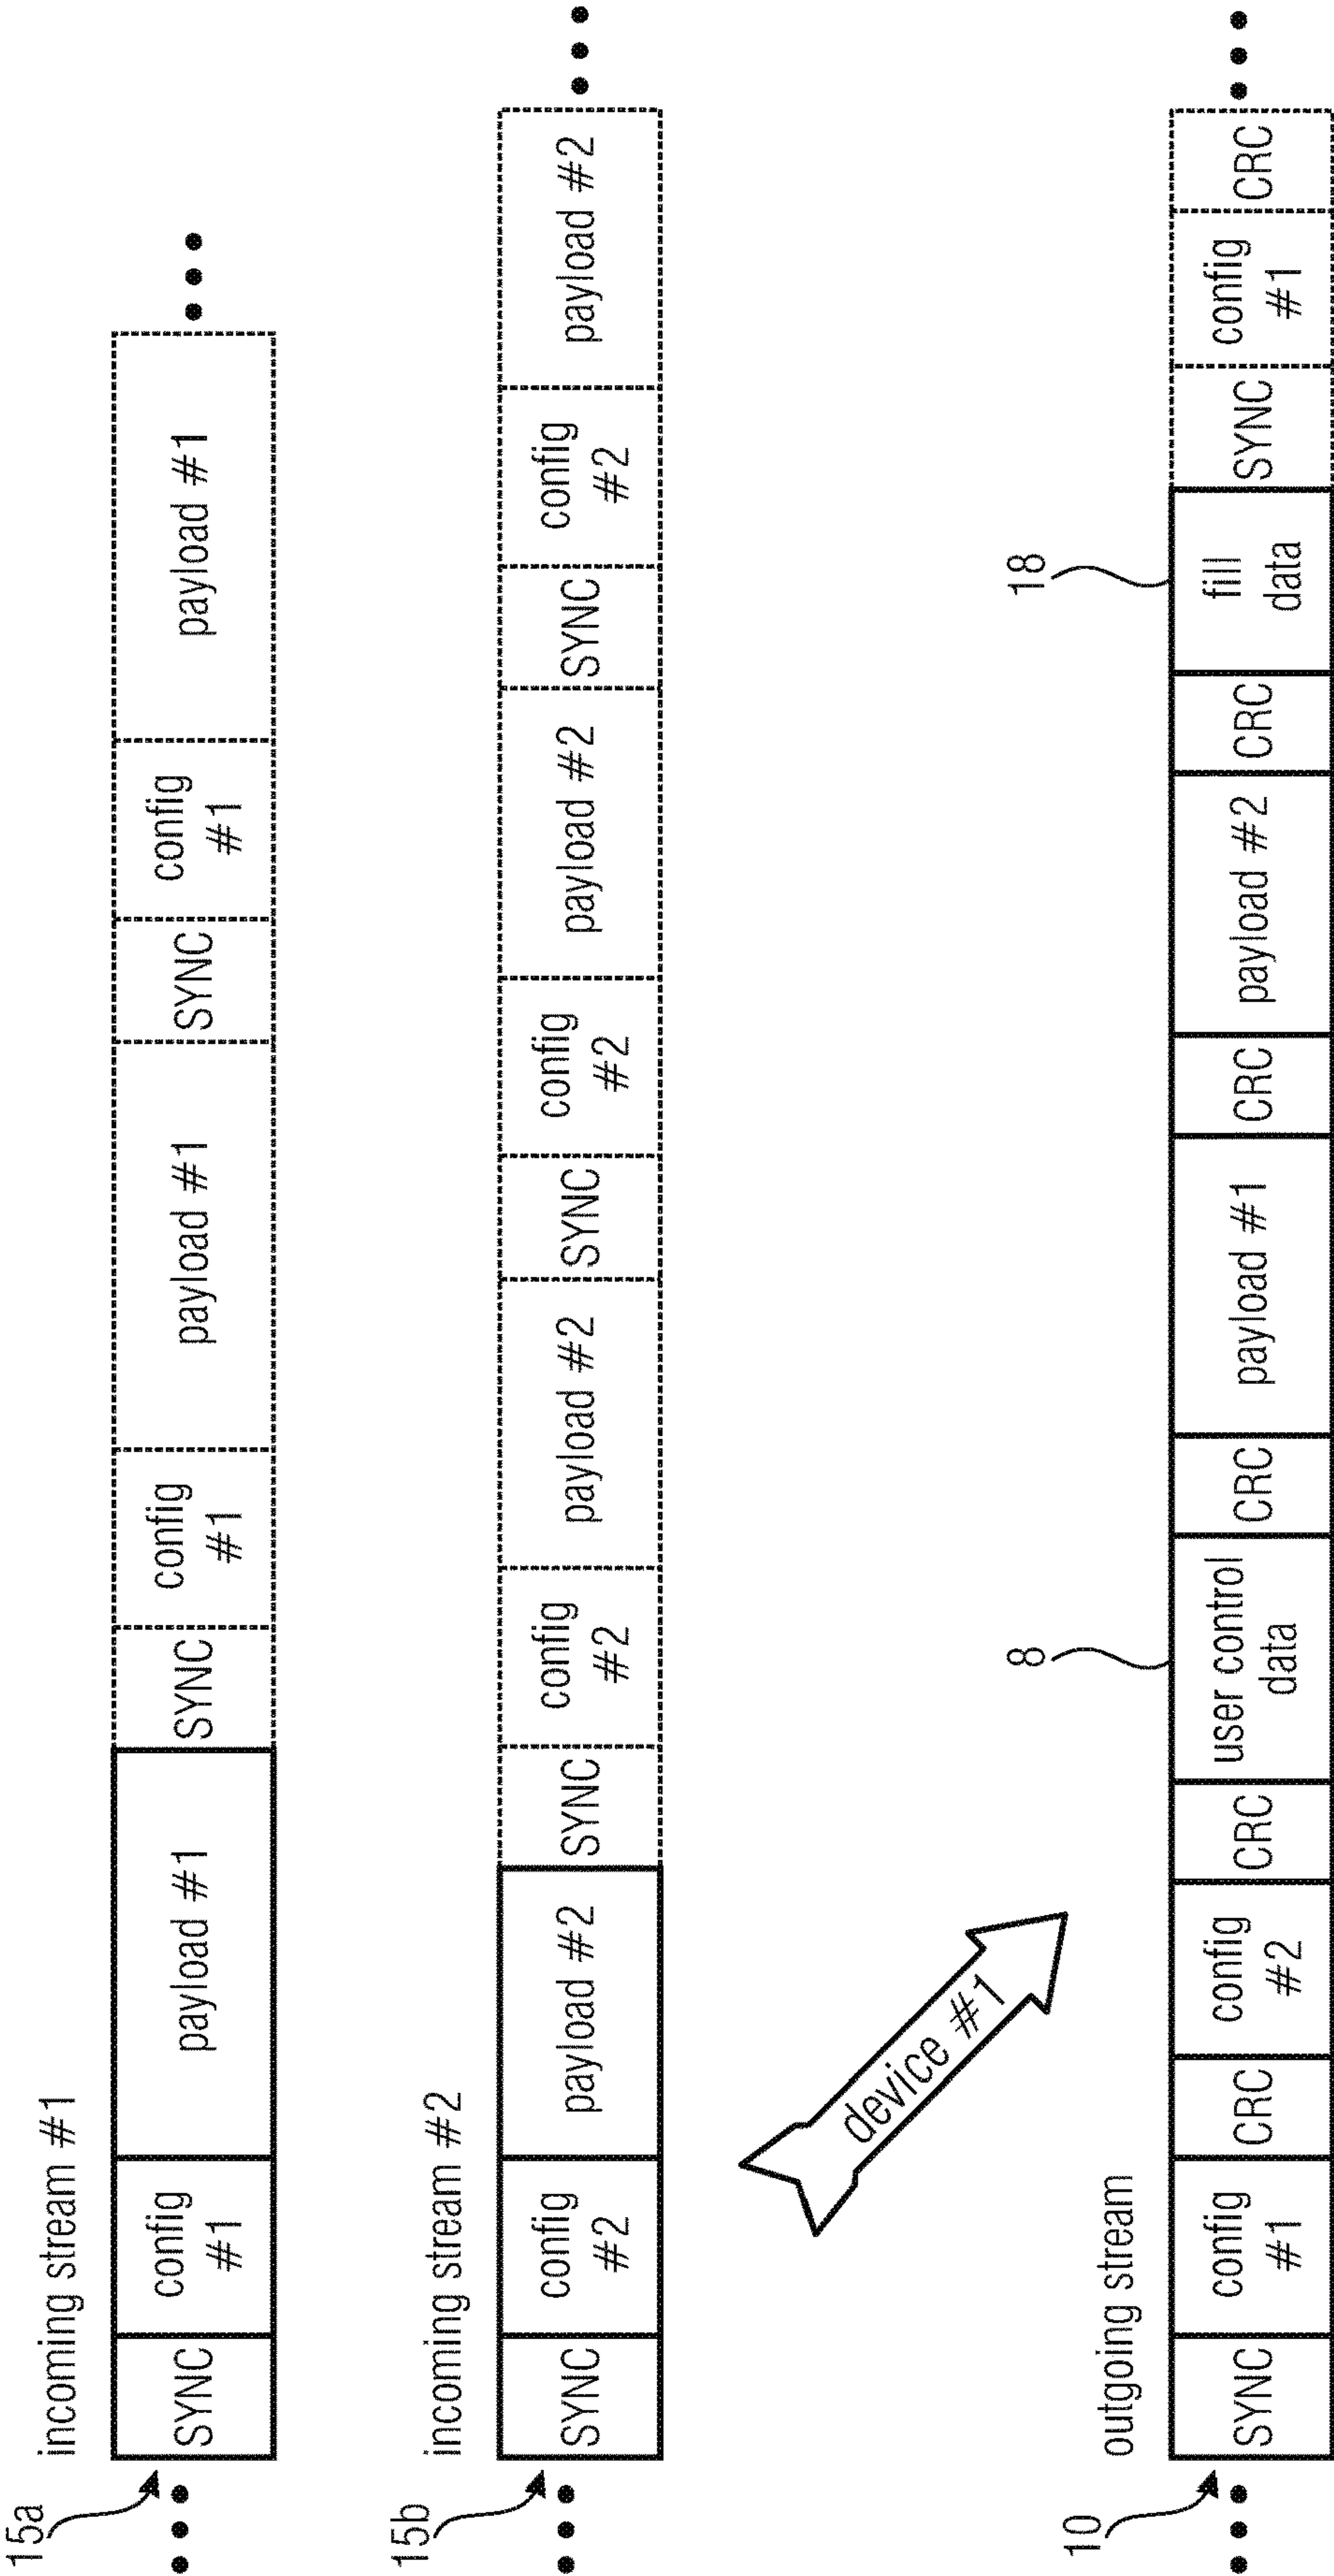 15a
incoming stream #1
SYNC
config
#1
payload #1
SYNC
config
#1
payload #1
SYNC
config
#1
payload #1
15b
incoming stream #2
SYNC
config
#2
payload #2
SYNC
config
#2
payload #2
SYNC
config
#2
payload #2
SYNC
config
#2
payload #2
device #1
10
outgoing stream
8
18
SYNC
config
#1
CRC
config
#2
CRC
user control
data
CRC
payload #1
CRC
payload #2
CRC
fill
data
SYNC
config
#1
CRC